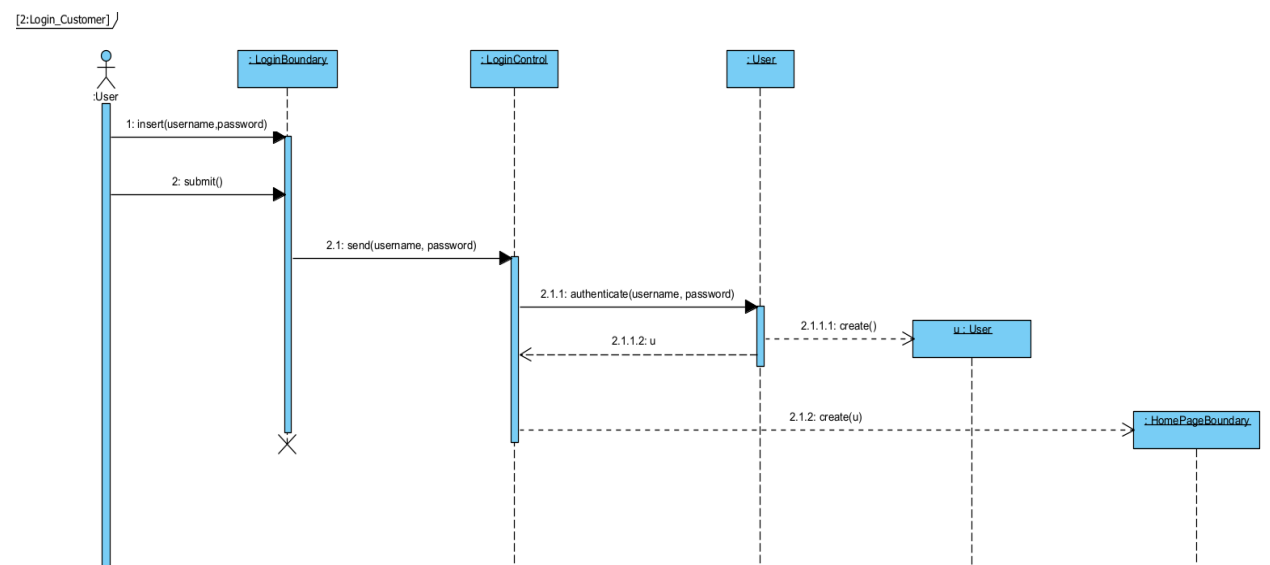 [2:Login_Customer]
: LoginBoundary
: LoginControl
: User
:User
1: insert(username,password)
2: submit()
2.1: send(username, password)
2.1.1: authenticate(username, password)
2.1.1.1: create()
u : User
2.1.1.2: u
2.1.2: create(u)
: HomePageBoundary